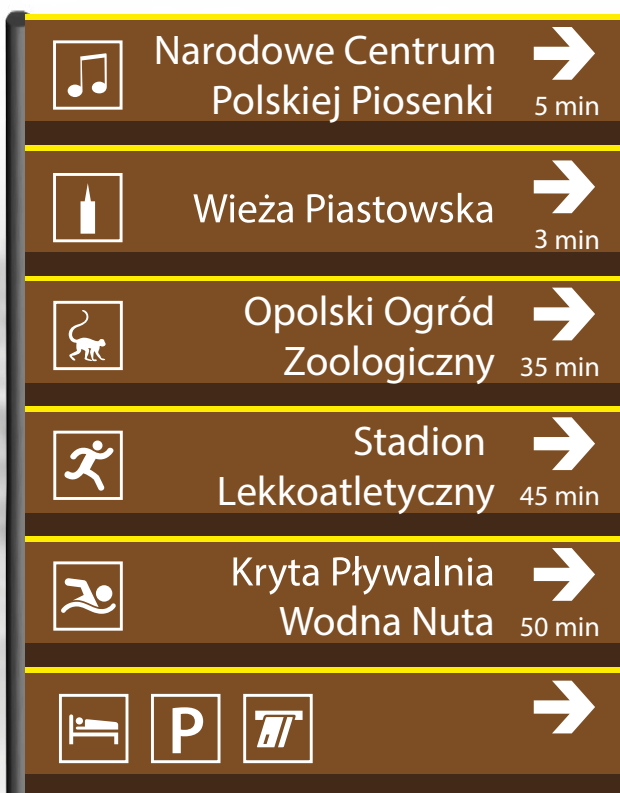 Narodowe Centrum
Polskiej Piosenki
5 min
Wieża Piastowska
3 min
Opolski Ogród
Zoologiczny
35 min
Stadion
Lekkoatletyczny
45 min
Kryta Pływalnia
Wodna Nuta
50 min
P